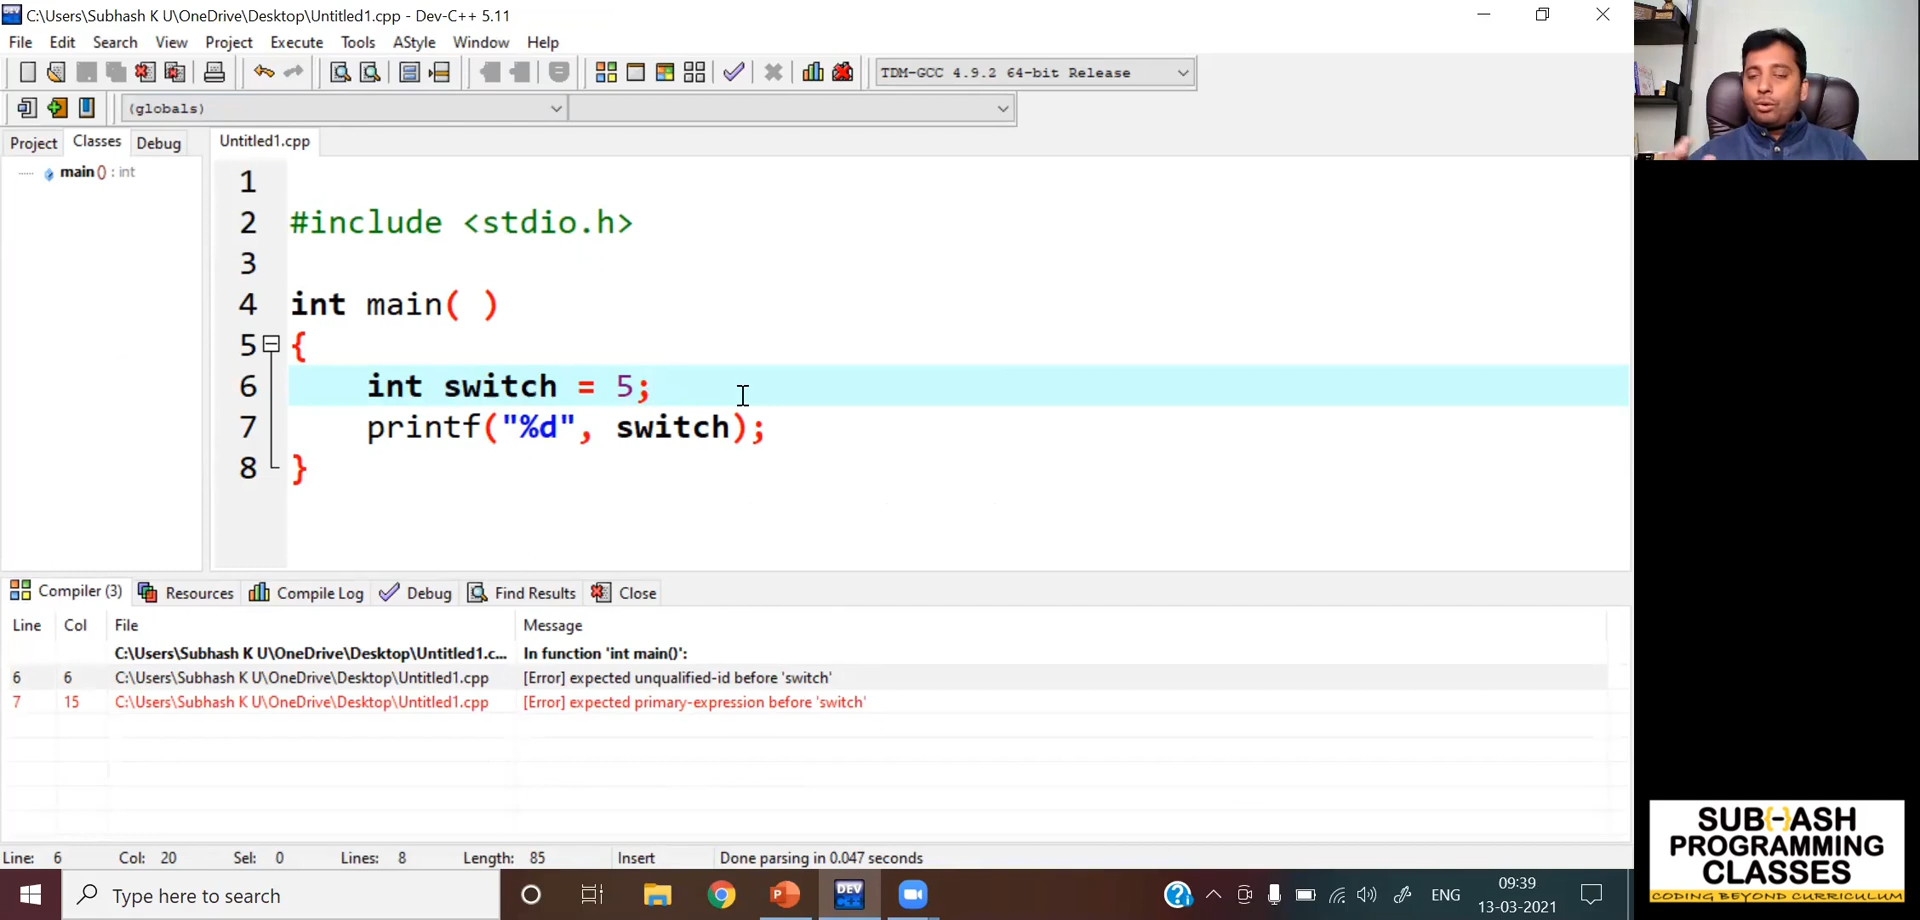 C:\Users\Subhash K U\OneDrive\Desktop\Untitled1.cpp - Dev-C++ 5.11
File Edit Search View Project Execute Tools AStyle Window Help
TDM-GCC 4.9.2 64-bit Release
(globals)
Project Classes Debug
Untitled1.cpp
main () : int
1
2 #include <stdio.h>
3
4 int main( )
5 {
6 int switch = 5;
7 printf("%d", switch);
8 }
Compiler (3) Resources Compile Log Debug Find Results Close
Line Col File Message
C:\Users\Subhash K U\OneDrive\Desktop\Untitled1.c... In function 'int main()':
6 6 C:\Users\Subhash K U\OneDrive\Desktop\Untitled1.cpp [Error] expected unqualified-id before 'switch'
7 15 C:\Users\Subhash K U\OneDrive\Desktop\Untitled1.cpp [Error] expected primary-expression before 'switch'
Line: 6 Col: 20 Sel: 0 Lines: 8 Length: 85 Insert Done parsing in 0.047 seconds
Type here to search
DEV
C++
ENG
09:39
13-03-2021
SUB{-}ASH
PROGRAMMING
CLASSES
CODING BEYOND CURRICULUM